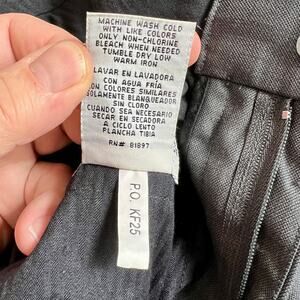 MACHINE WASH COLD
WITH LIKE COLORS
ONLY NON-CHLORINE
BLEACH WHEN NEEDED
TUMBLE DRY LOW
WARM IRON
LAVAR EN LAVADORA
CON AGUA FRIA
CON COLORES SIMILARES
SOLAMENTE BLANQUEADOR
SIN CLORO
CUANDO SEA NECESARIO
SECAR EN SECADORA
A CICLO LENTO
PLANCHA TIBIA
RN# 81897
P.O. KF25